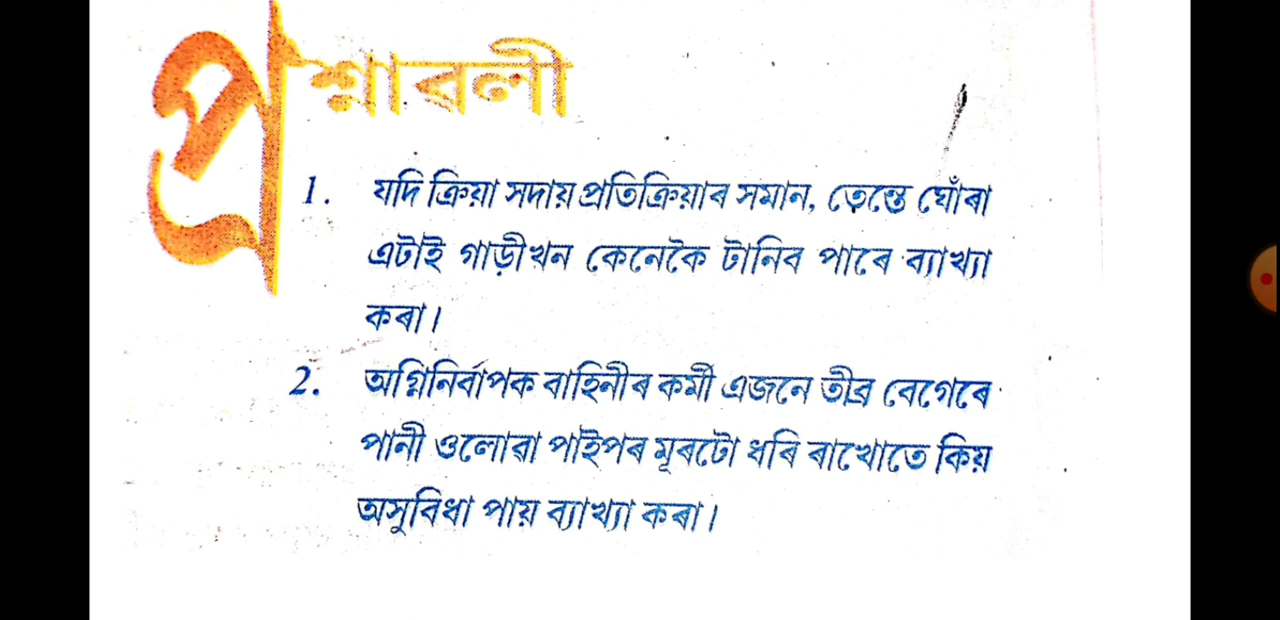 প্ৰশ্নাৱলী
1. যদি ক্ৰিয়া সদায় প্ৰতিক্ৰিয়াৰ সমান, তেন্তে ঘোঁৰা
এটাই গাড়ীখন কেনেকৈ টানিব পাৰে ব্যাখ্যা
কৰা।
2. অগ্নিনিৰ্বাপক বাহিনীৰ কৰ্মী এজনে তীব্ৰ বেগেৰে
পানী ওলোৱা পাইপৰ মূৰটো ধৰি ৰাখোতে কিয়
অসুবিধা পায় ব্যাখ্যা কৰা।